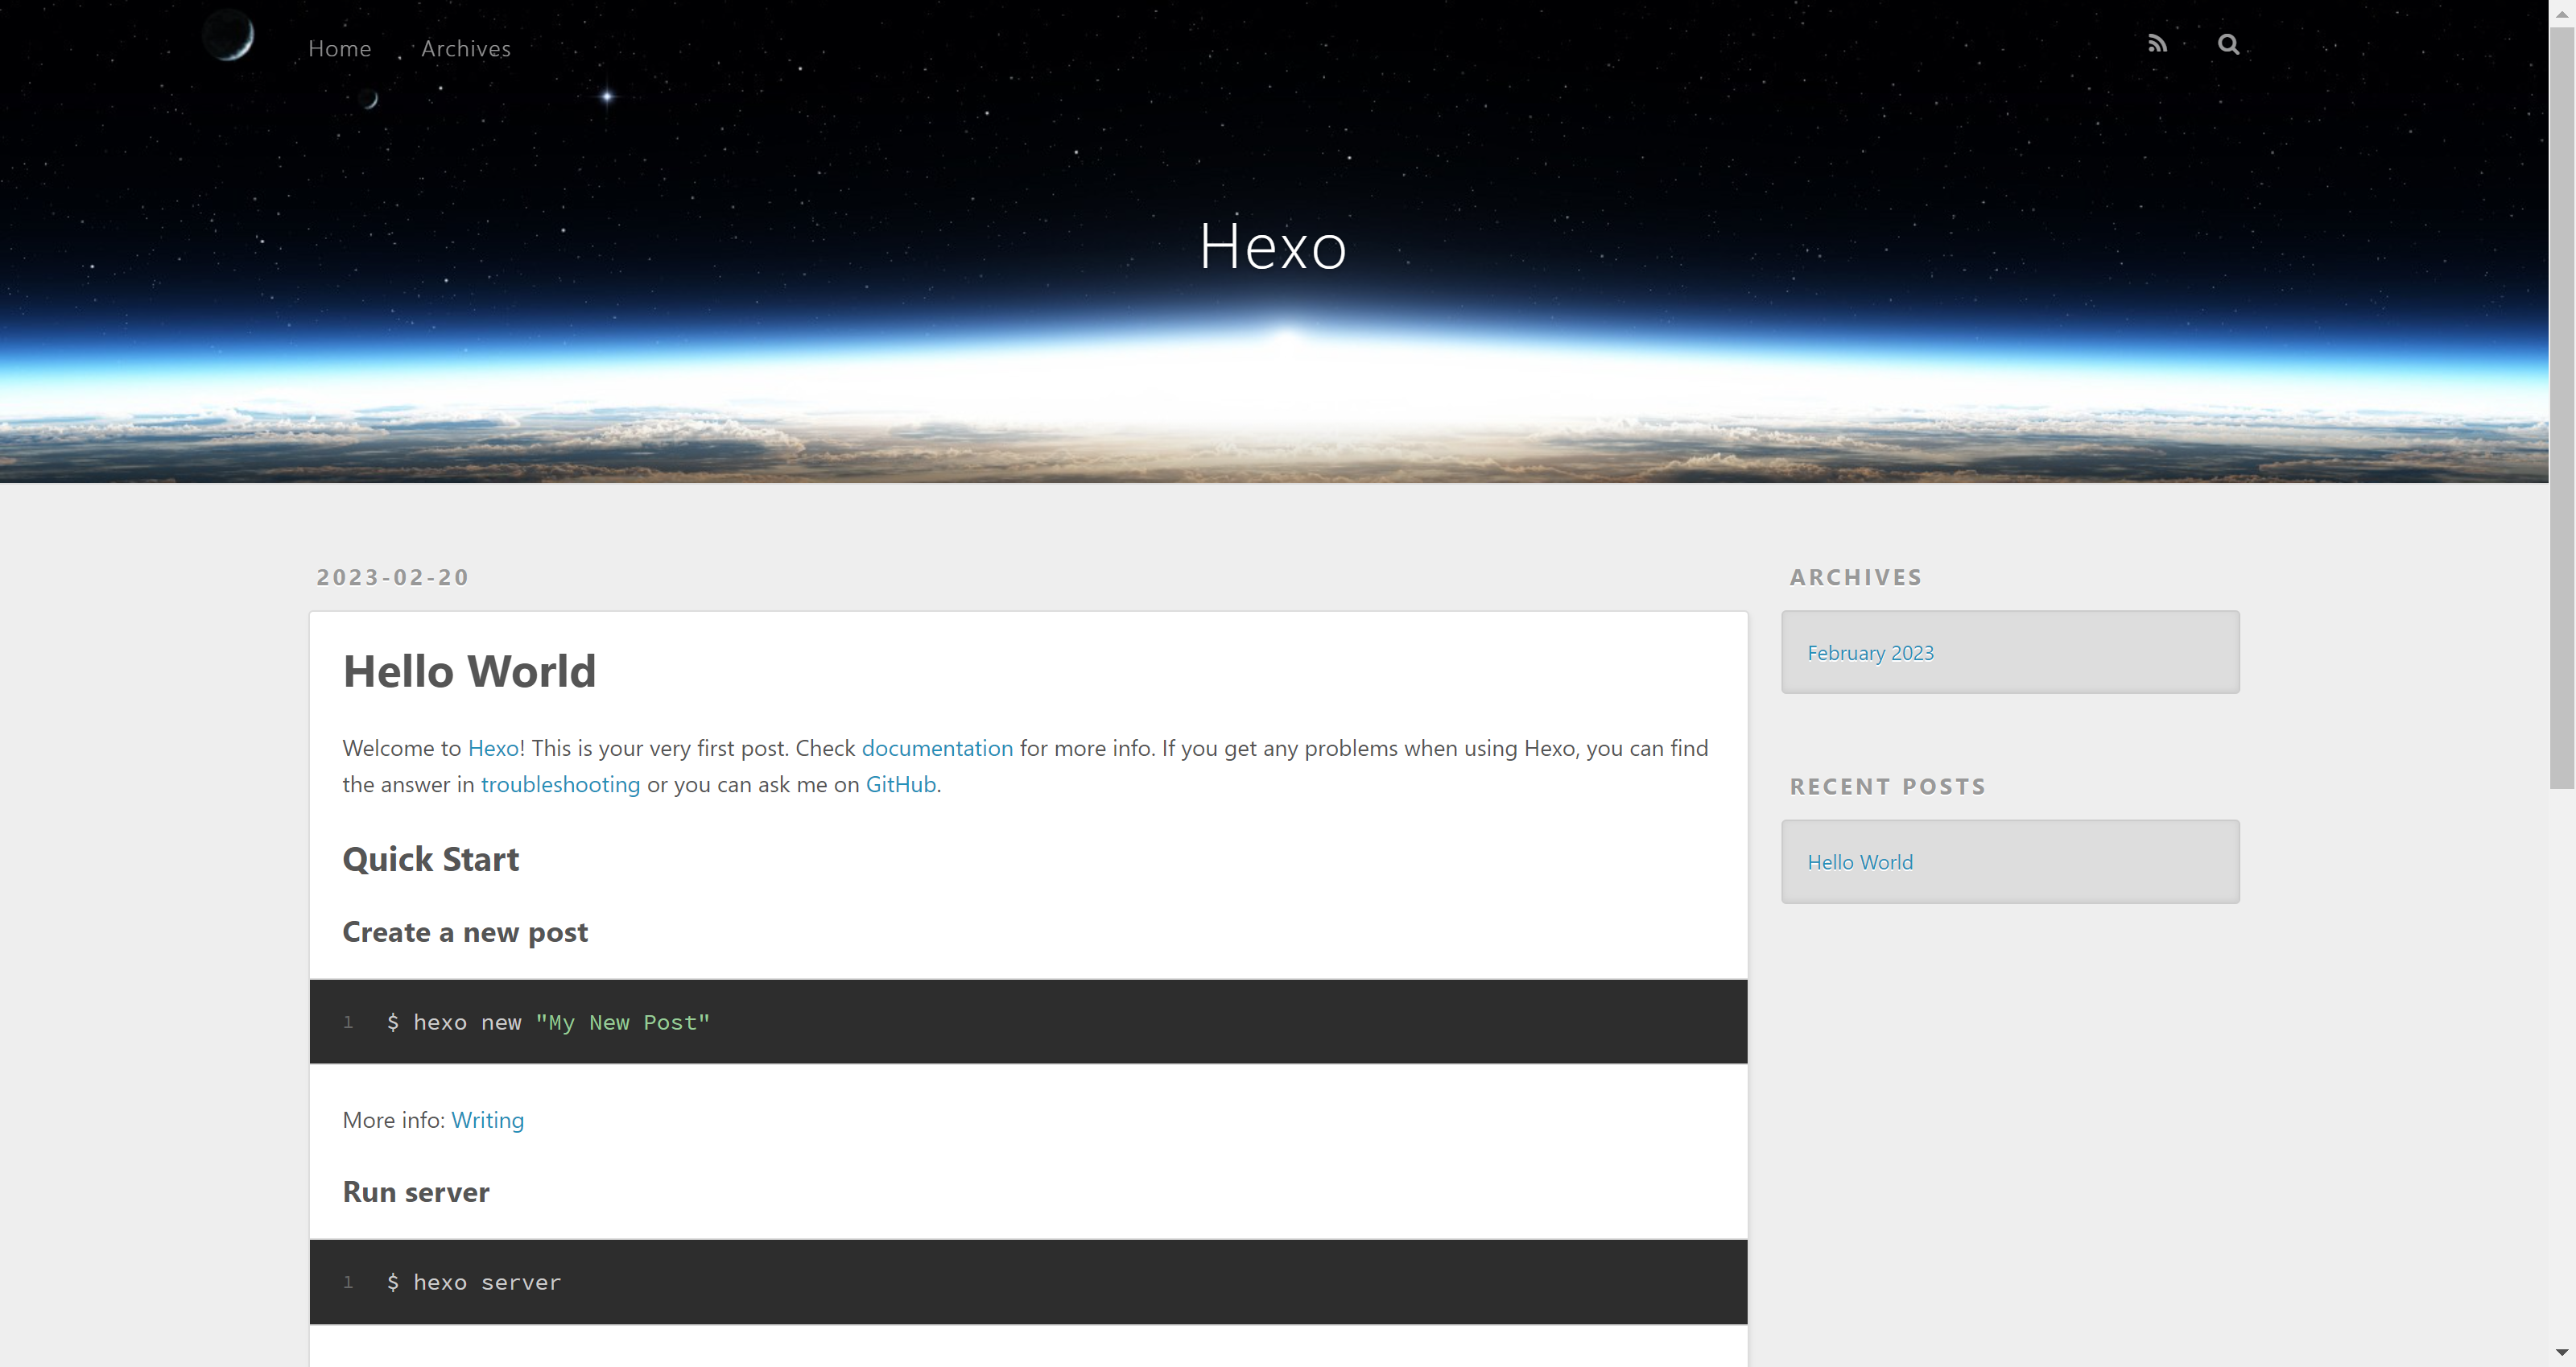 Home Archives
Hexo
2023-02-20
Hello World
Welcome to Hexo! This is your very first post. Check documentation for more info. If you get any problems when using Hexo, you can find
the answer in troubleshooting or you can ask me on GitHub.
Quick Start
Create a new post
1 $ hexo new "My New Post"
More info: Writing
Run server
1 $ hexo server
ARCHIVES
February 2023
RECENT POSTS
Hello World